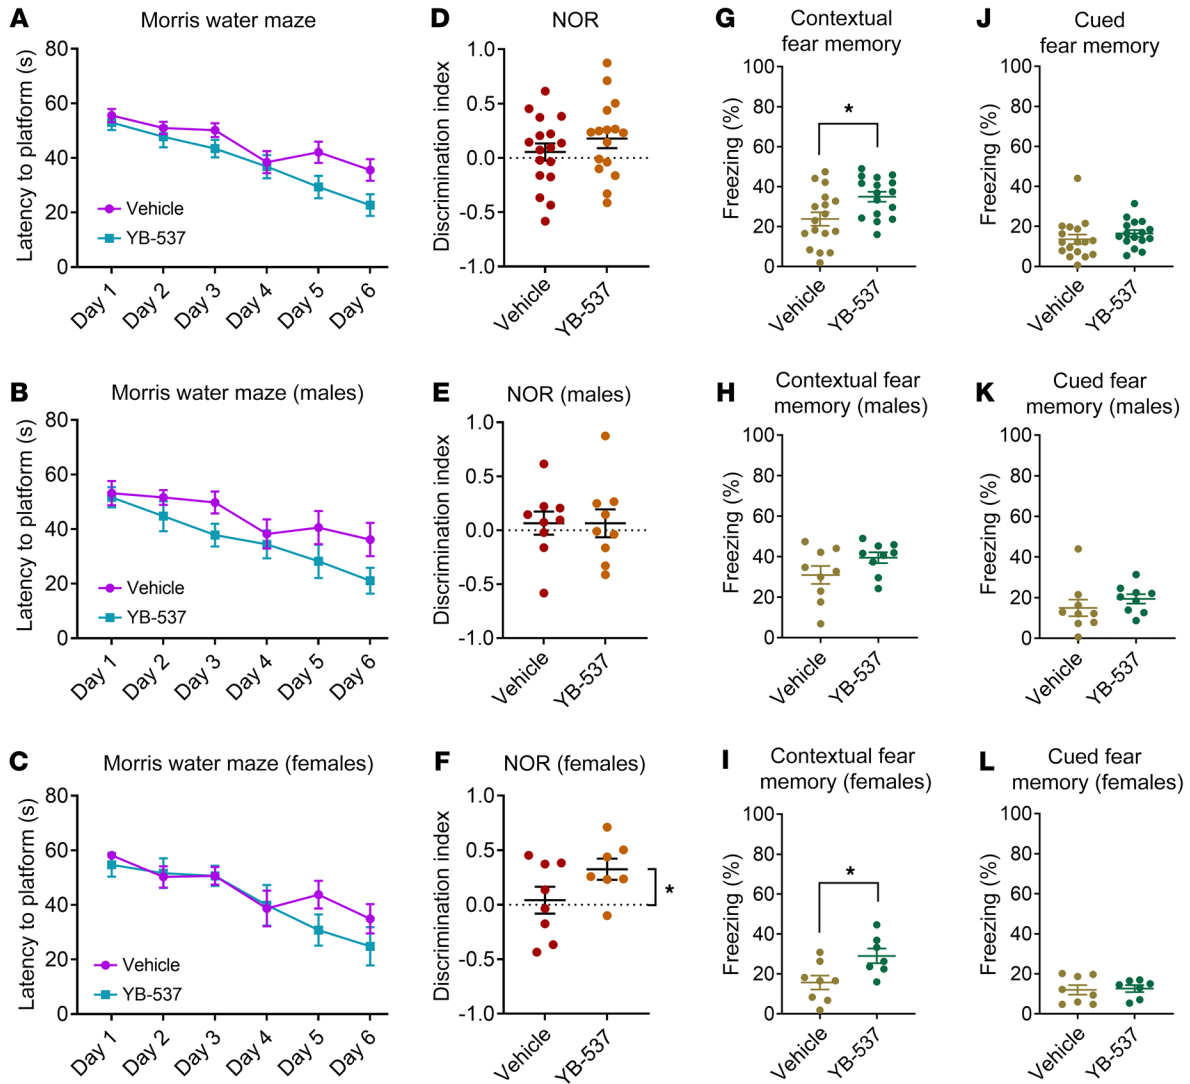 A
Morris water maze
Latency to platform (s)
80
60
40
20
0
Vehicle
YB-537
Day 1
Day 2
Day 3
Day 4
Day 5
Day 6
D
NOR
Discrimination index
1.0
0.5
0.0
-0.5
-1.0
Vehicle
YB-537
G
Contextual
fear memory
Freezing (%)
100
80
60
40
20
0
*
Vehicle
YB-537
J
Cued
fear memory
Freezing (%)
100
80
60
40
20
0
Vehicle
YB-537
B
Morris water maze (males)
Latency to platform (s)
80
60
40
20
0
Vehicle
YB-537
Day 1
Day 2
Day 3
Day 4
Day 5
Day 6
E
NOR (males)
Discrimination index
1.0
0.5
0.0
-0.5
-1.0
Vehicle
YB-537
H
Contextual fear
memory (males)
Freezing (%)
100
80
60
40
20
0
Vehicle
YB-537
K
Cued fear
memory (males)
Freezing (%)
100
80
60
40
20
0
Vehicle
YB-537
C
Morris water maze (females)
Latency to platform (s)
80
60
40
20
0
Vehicle
YB-537
Day 1
Day 2
Day 3
Day 4
Day 5
Day 6
F
NOR (females)
Discrimination index
1.0
0.5
0.0
-0.5
-1.0
*
Vehicle
YB-537
I
Contextual fear
memory (females)
Freezing (%)
100
80
60
40
20
0
*
Vehicle
YB-537
L
Cued fear
memory (females)
Freezing (%)
100
80
60
40
20
0
Vehicle
YB-537